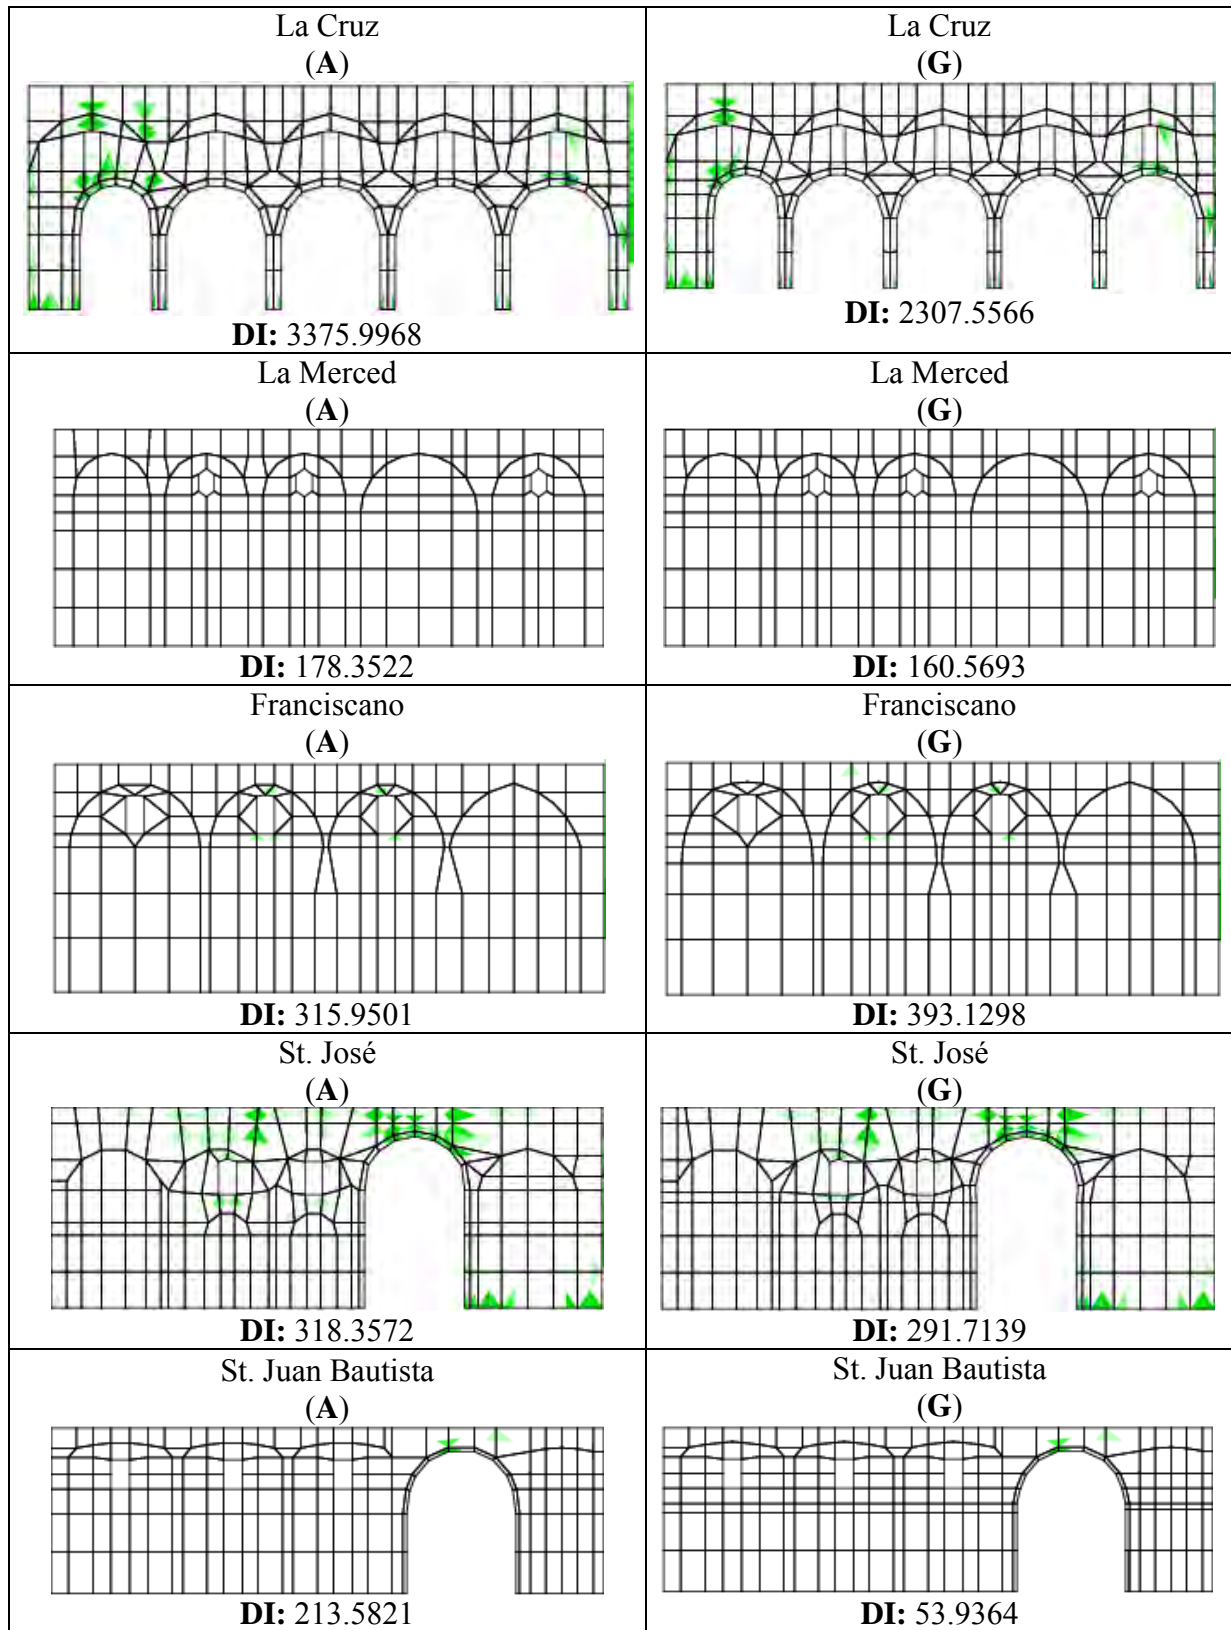 La Cruz
(A)
DI: 3375.9968
La Cruz
(G)
DI: 2307.5566
La Merced
(A)
DI: 178.3522
La Merced
(G)
DI: 160.5693
Franciscano
(A)
DI: 315.9501
Franciscano
(G)
DI: 393.1298
St. José
(A)
DI: 318.3572
St. José
(G)
DI: 291.7139
St. Juan Bautista
(A)
DI: 213.5821
St. Juan Bautista
(G)
DI: 53.9364